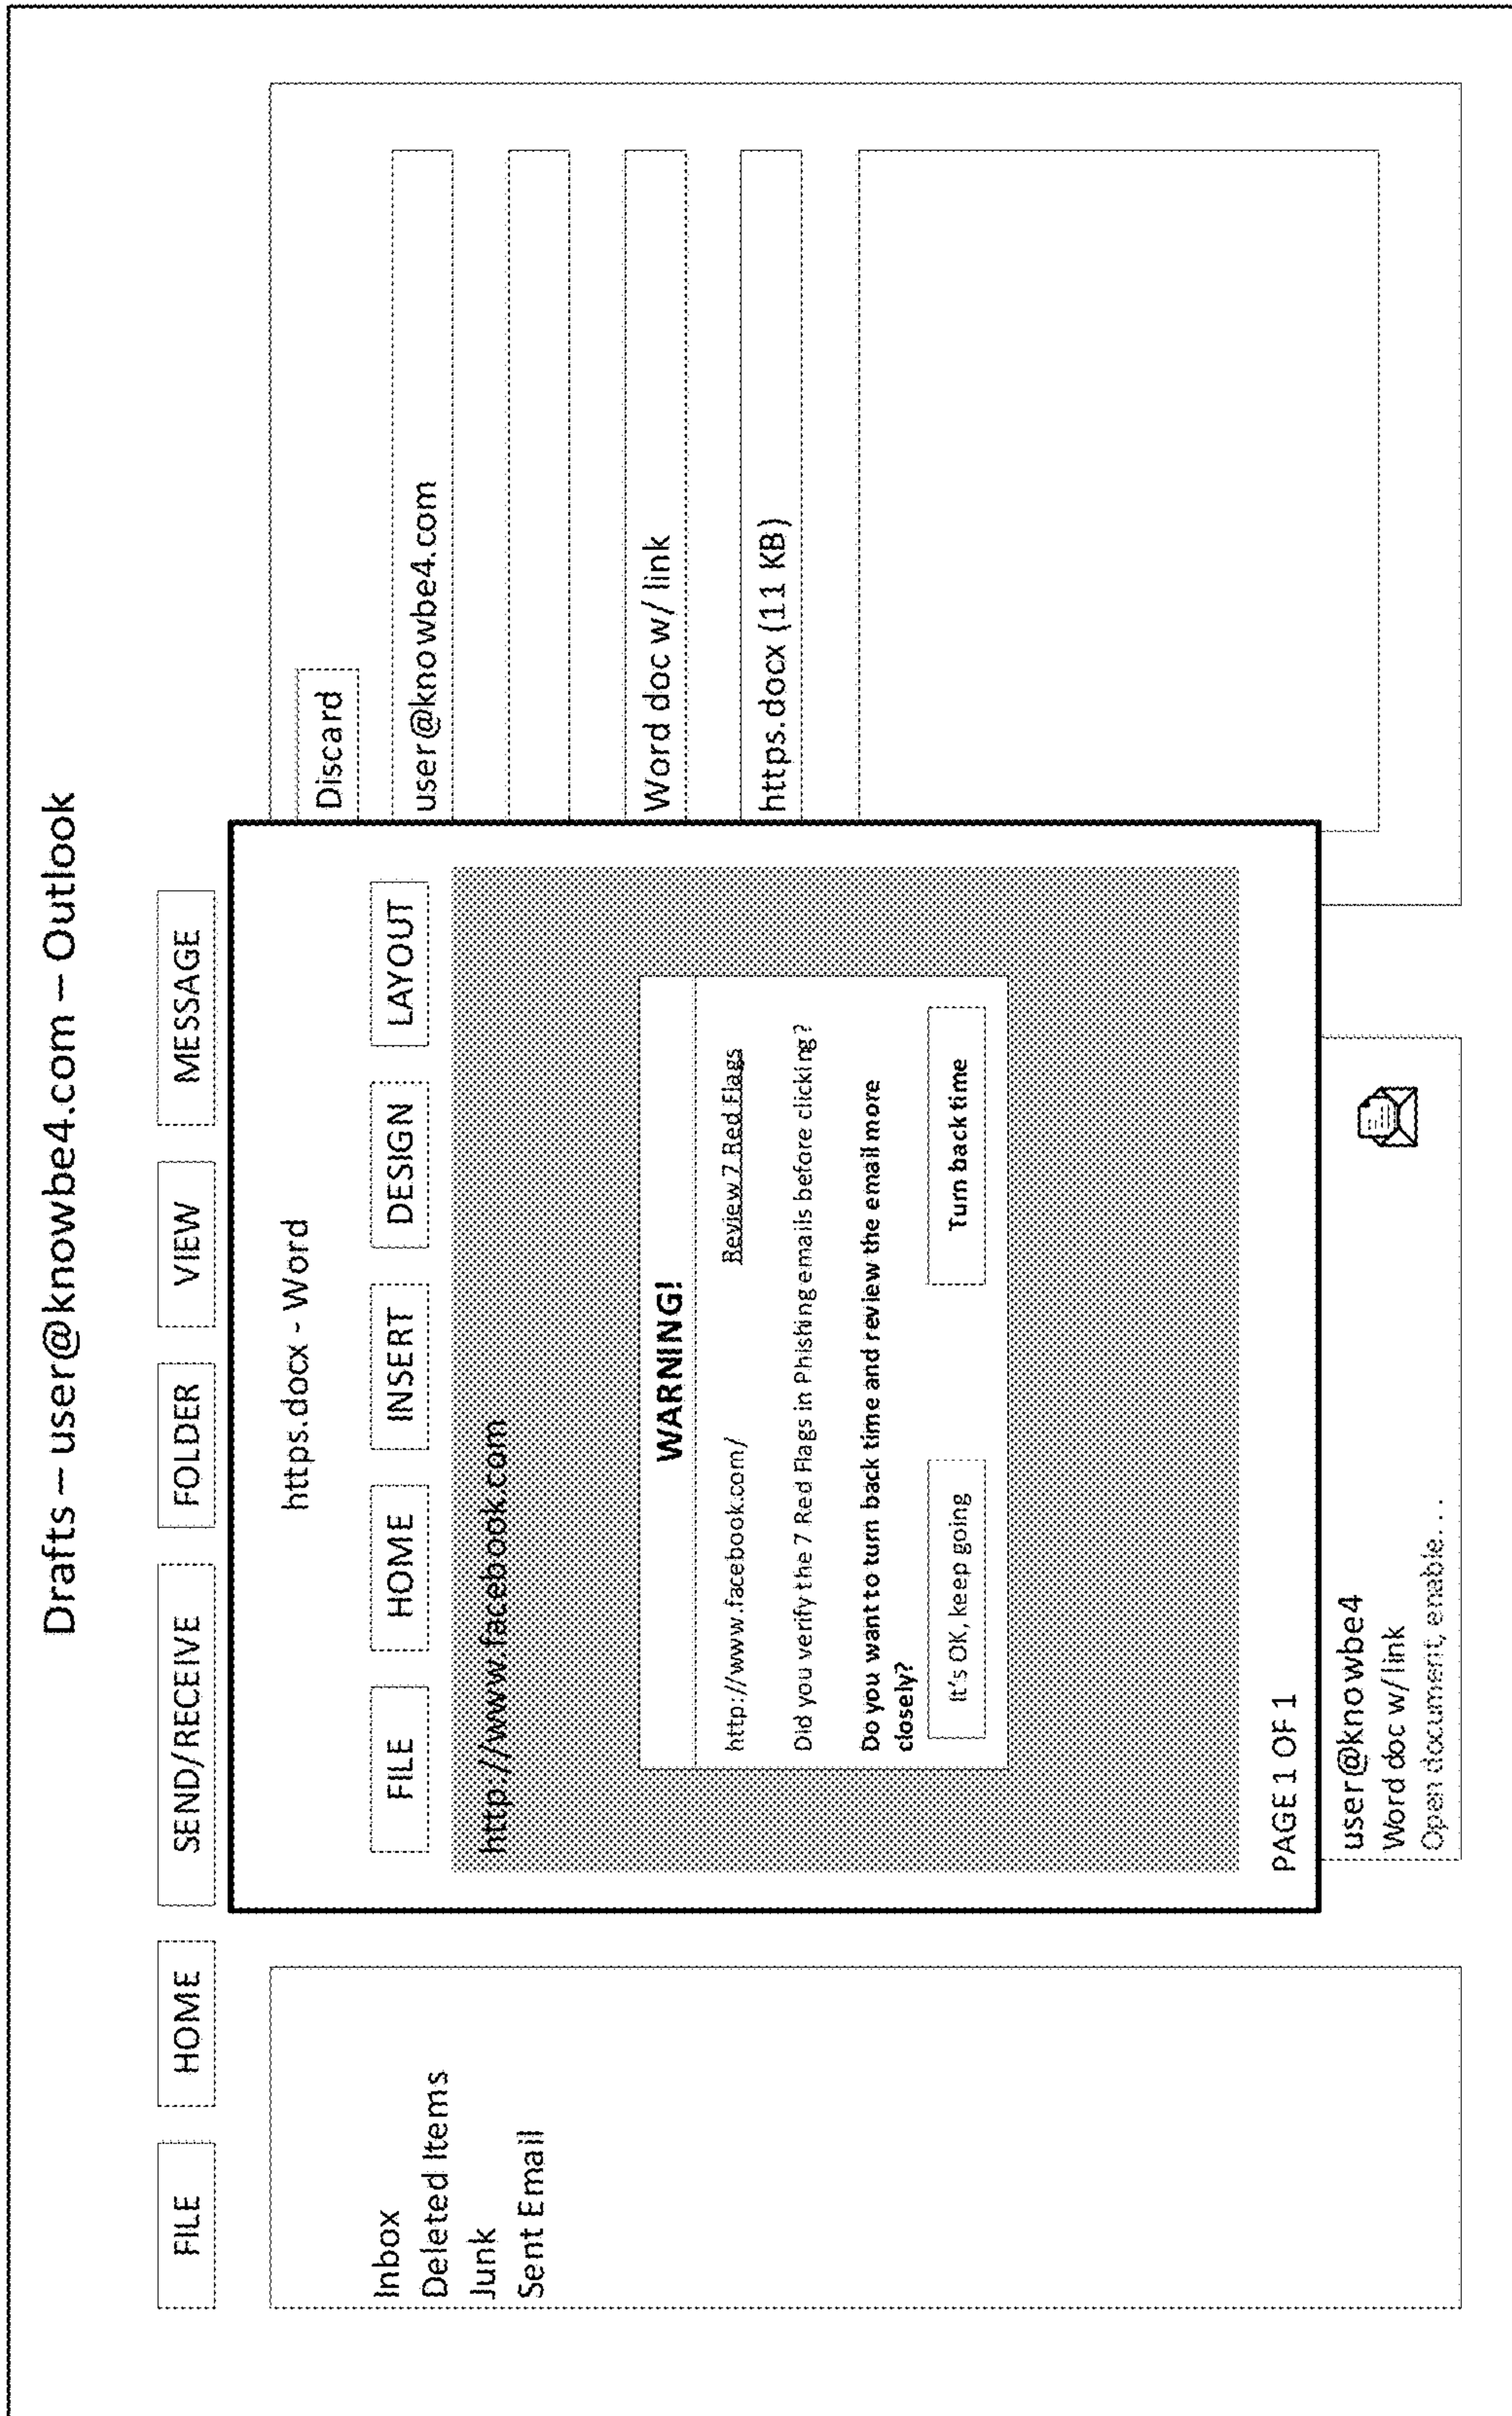 Drafts – user@knowbe4.com – Outlook
FILE
HOME
SEND/RECEIVE
FOLDER
VIEW
MESSAGE
Inbox
Deleted Items
Junk
Sent Email
https.docx - Word
FILE
HOME
INSERT
DESIGN
LAYOUT
http://www.facebook.com
WARNING!
http://www.facebook.com/
Review 7 Red Flags
Did you verify the 7 Red Flags in Phishing emails before clicking?
Do you want to turn back time and review the email more
closely?
It's OK, keep going
Turn back time
PAGE 1 OF 1
user@knowbe4
Word doc w/ link
Open document, enable...
Discard
user@knowbe4.com
Word doc w/ link
https.docx (11 KB)